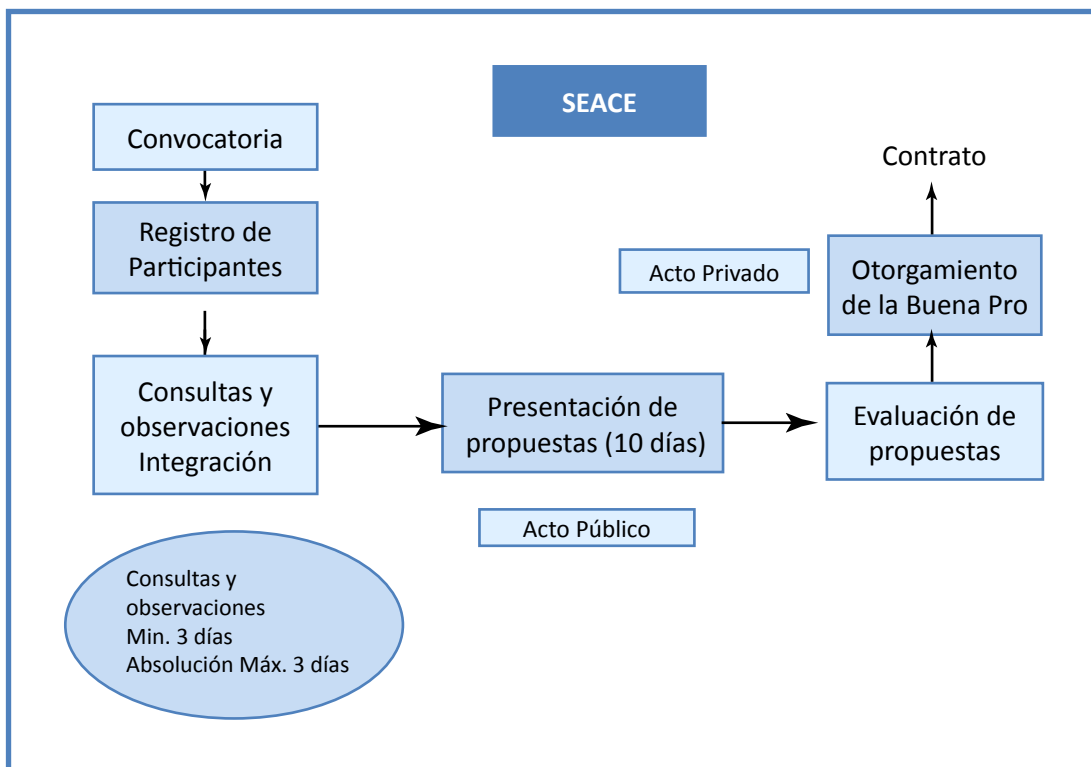 SEACE
Convocatoria
Registro de
Participantes
Consultas y
observaciones
Integración
Consultas y
observaciones
Min. 3 días
Absolución Máx. 3 días
Presentación de
propuestas (10 días)
Acto Público
Evaluación de
propuestas
Acto Privado
Otorgamiento
de la Buena Pro
Contrato